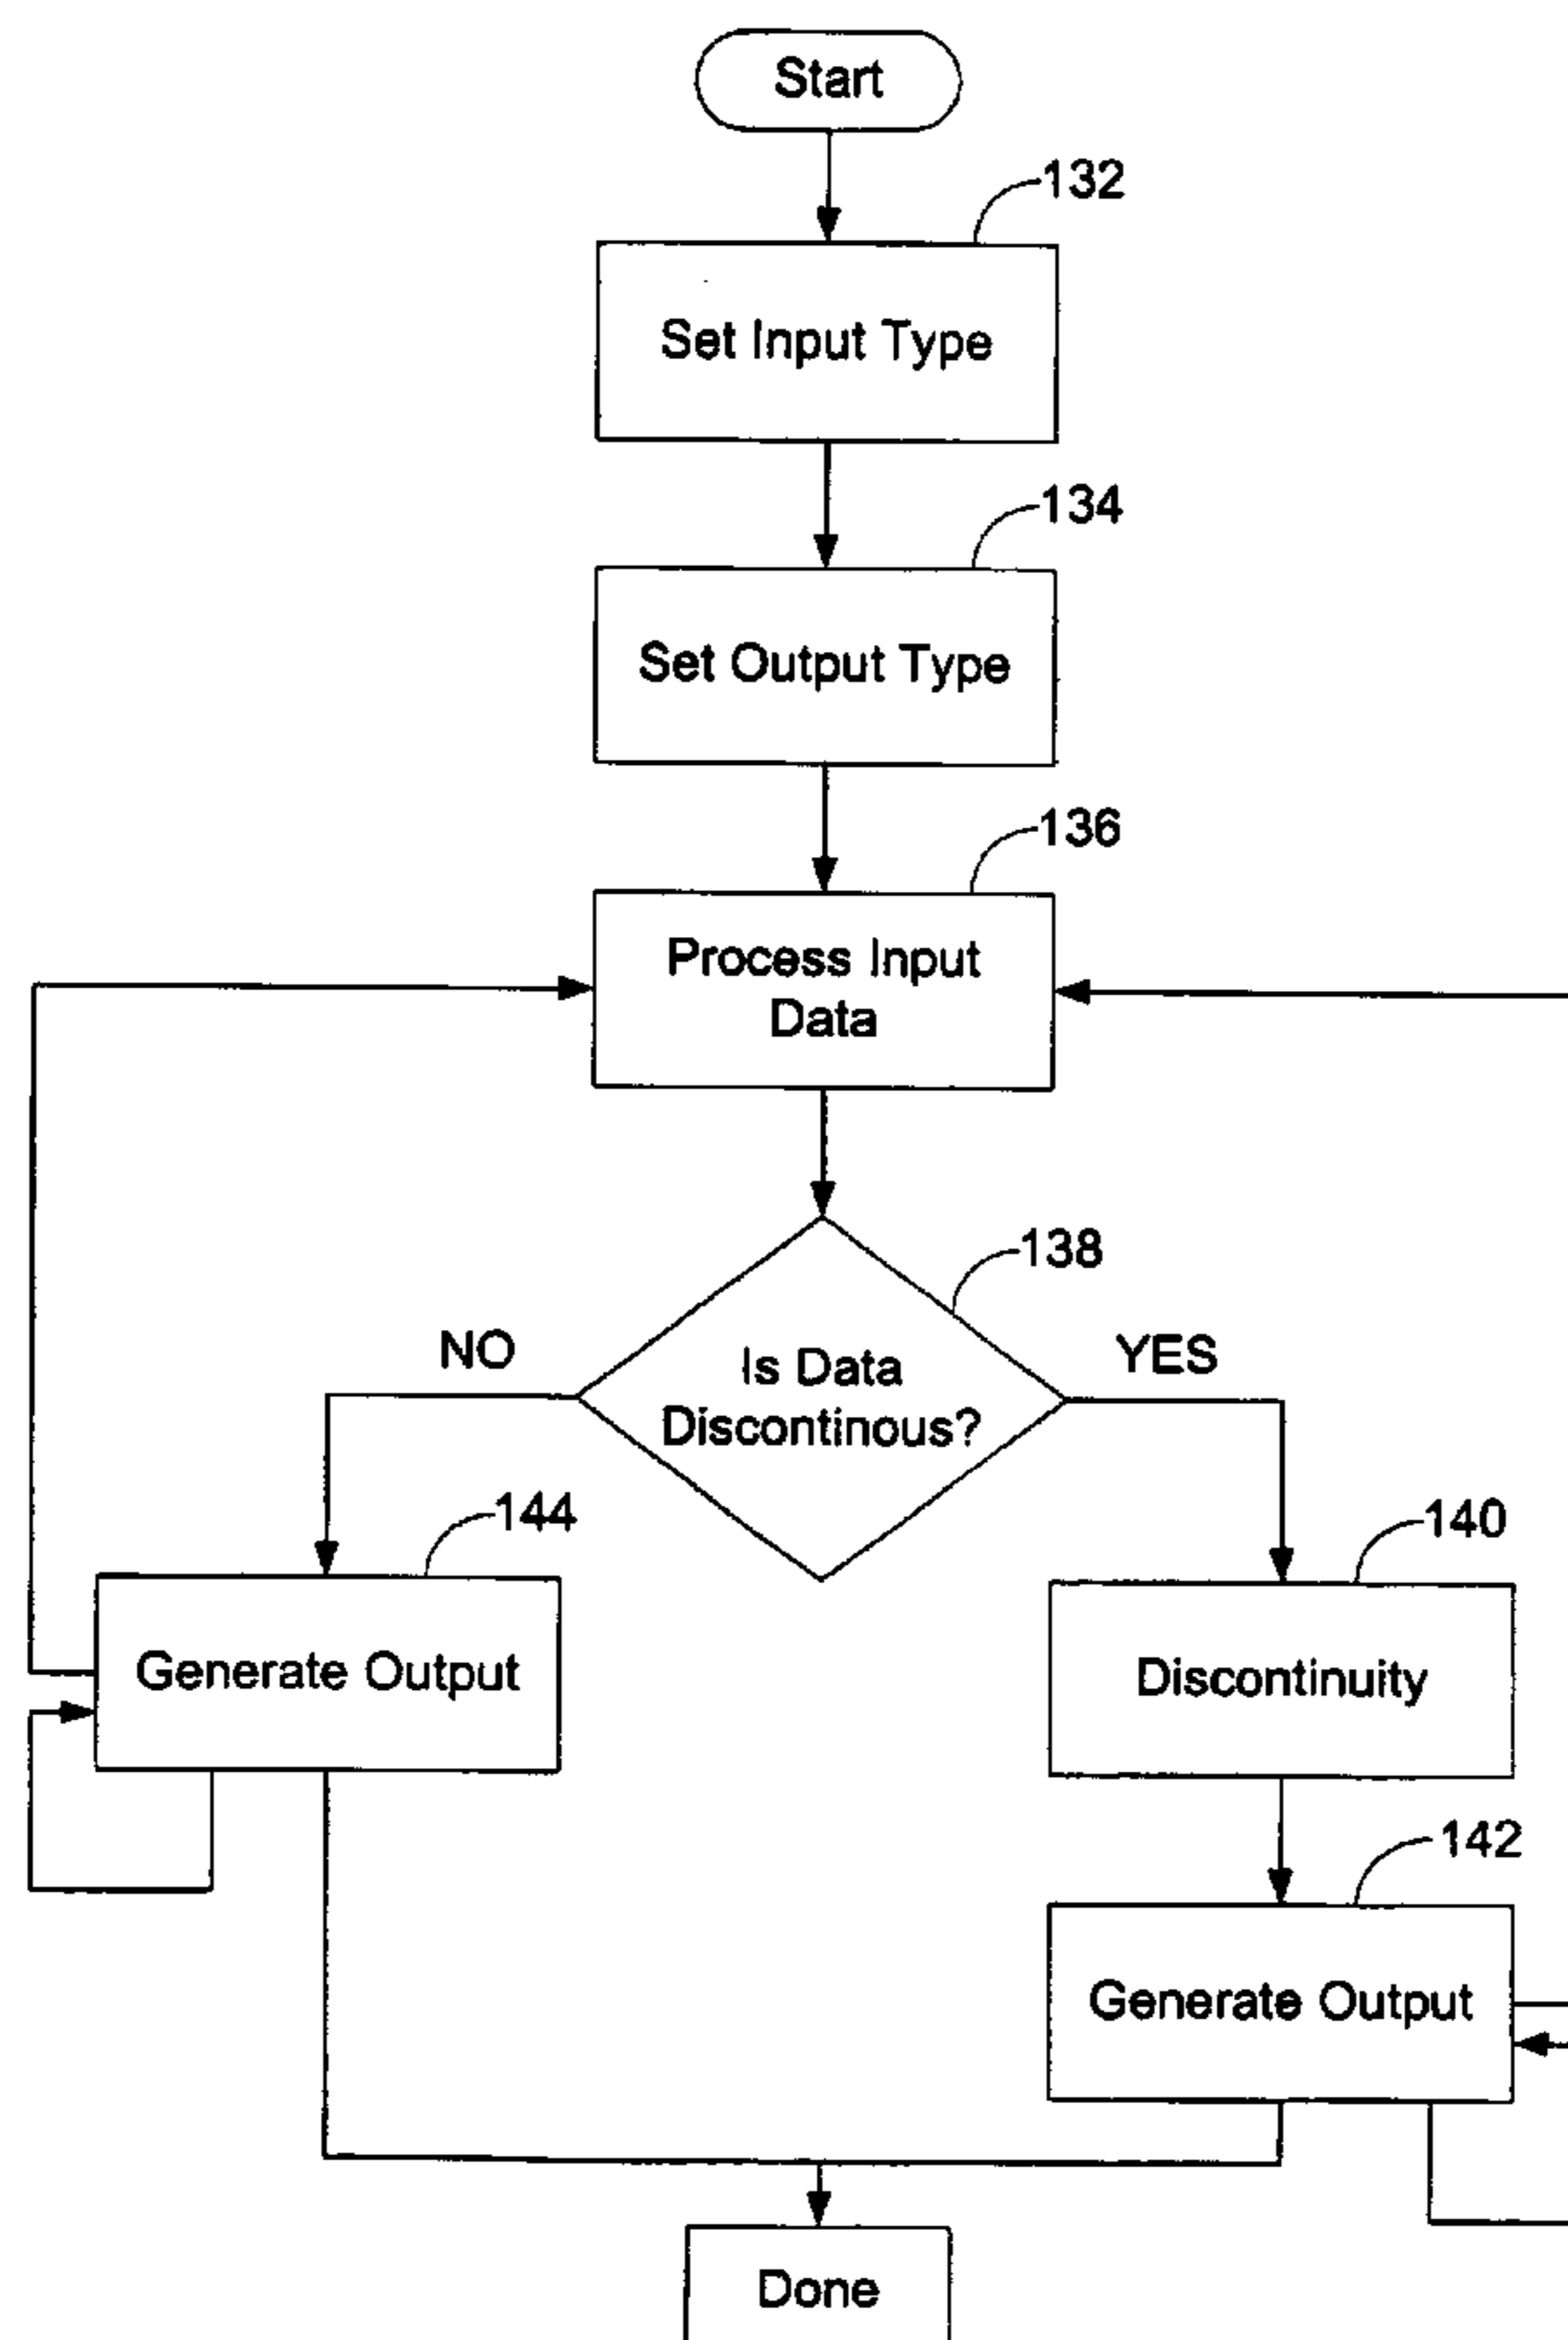 Start
132
Set Input Type
134
Set Output Type
136
Process Input
Data
138
NO
Is Data
Discontinous?
YES
144
Generate Output
140
Discontinuity
142
Generate Output
Done